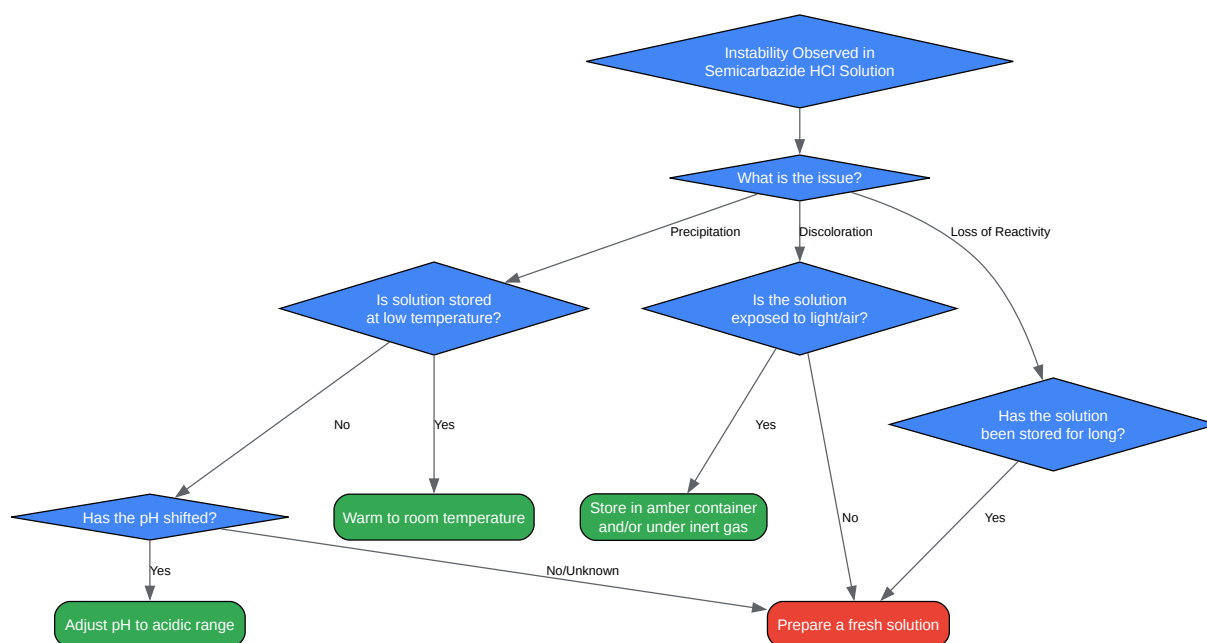 Instability Observed in
Semicarbazide HCl Solution
What is the issue?
Precipitation
Discoloration
Loss of Reactivity
Is solution stored
at low temperature?
Is the solution
exposed to light/air?
Has the solution
been stored for long?
No
Yes
Yes
Has the pH shifted?
Warm to room temperature
Store in amber container
and/or under inert gas
No
Yes
Yes
No/Unknown
Adjust pH to acidic range
Prepare a fresh solution